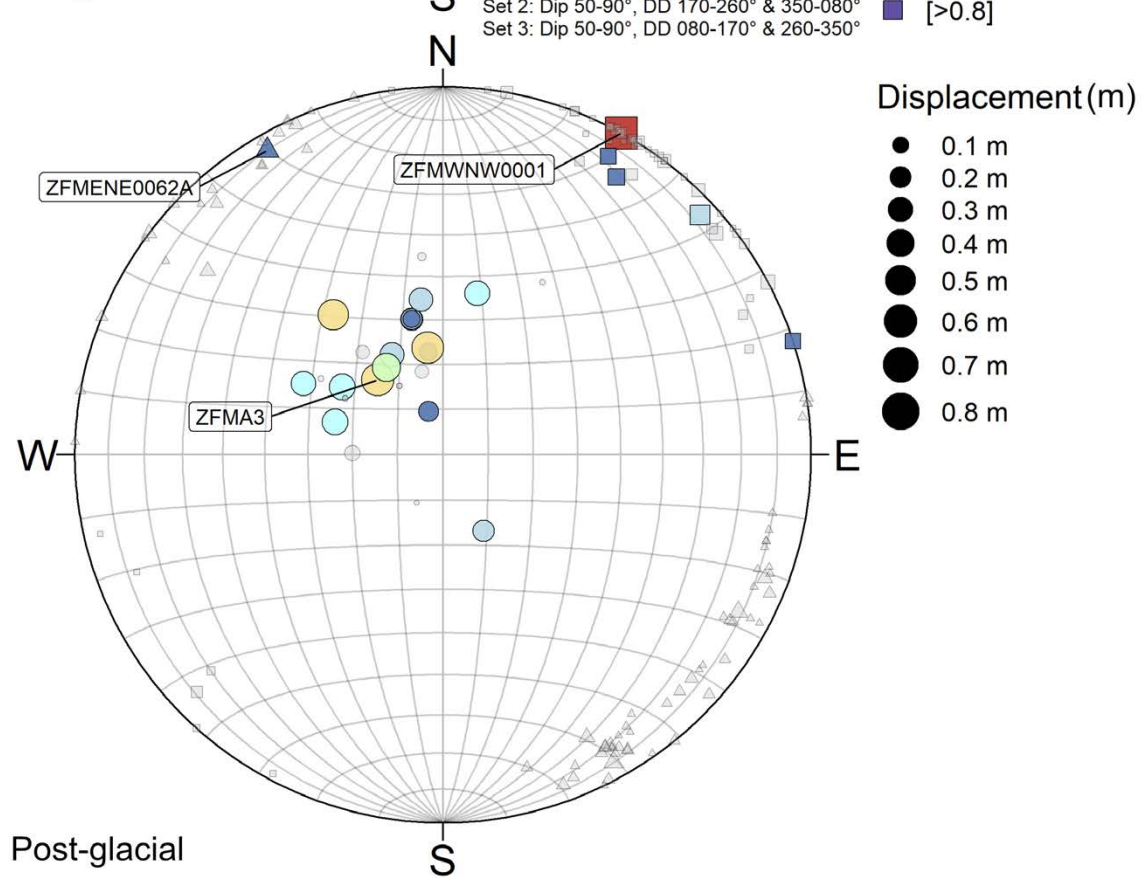 S
Set 2: Dip 50-90°, DD 170-260° & 350-080°
[>0.8]
Set 3: Dip 50-90°, DD 080-170° & 260-350°
N
Displacement (m)
0.1 m
0.2 m
0.3 m
0.4 m
0.5 m
0.6 m
0.7 m
0.8 m
ZFMWNW0001
ZFMENE0062A
ZFMA3
W
E
Post-glacial
S